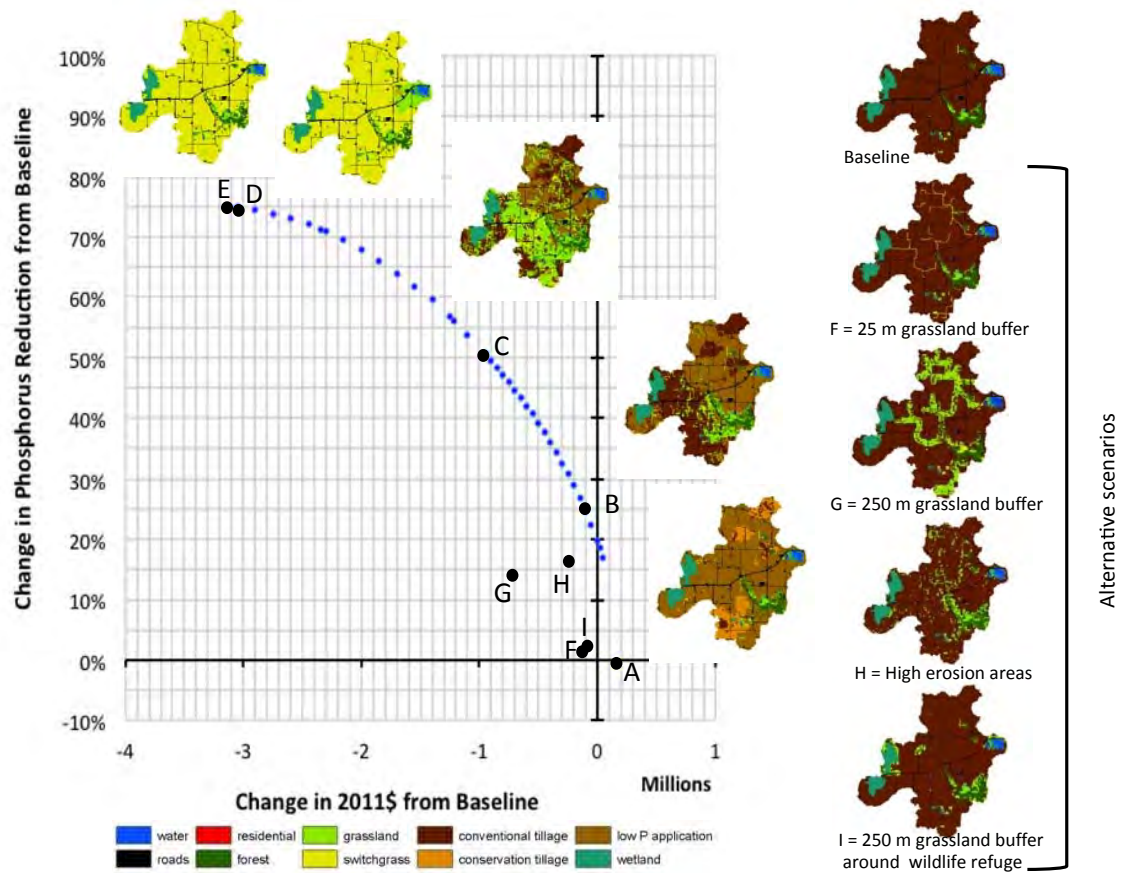 Change in Phosphorus Reduction from Baseline
100%
90%
80%
70%
60%
50%
40%
30%
20%
10%
0%
-10%
-4
-3
-2
-1
0
1
Millions
Change in 2011$ from Baseline
E
D
C
B
H
G
I
F
A
water
residential
grassland
conventional tillage
low P application
roads
forest
switchgrass
conservation tillage
wetland
Baseline
F = 25 m grassland buffer
G = 250 m grassland buffer
H = High erosion areas
I = 250 m grassland buffer
around wildlife refuge
Alternative scenarios